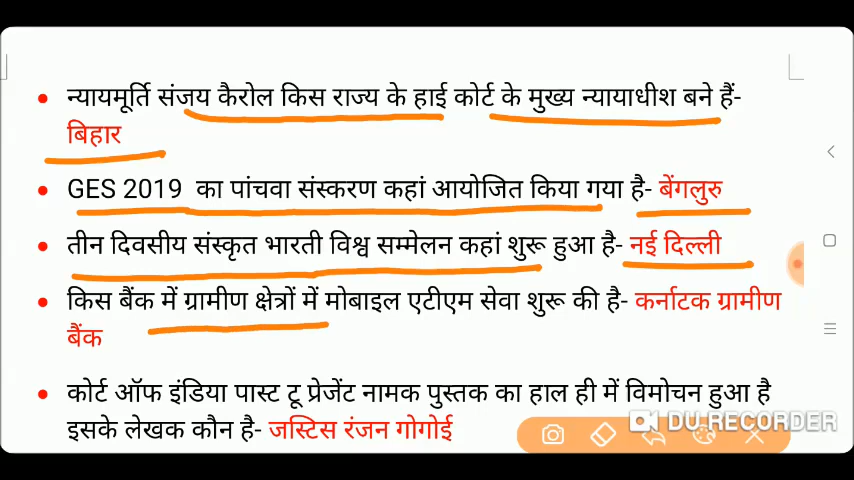 न्यायमूर्ति संजय कैरोल किस राज्य के हाई कोर्ट के मुख्य न्यायाधीश बने हैं-
बिहार
GES 2019 का पांचवा संस्करण कहां आयोजित किया गया है- बेंगलुरु
तीन दिवसीय संस्कृत भारती विश्व सम्मेलन कहां शुरू हुआ है- नई दिल्ली
किस बैंक में ग्रामीण क्षेत्रों में मोबाइल एटीएम सेवा शुरू की है- कर्नाटक ग्रामीण
बैंक
कोर्ट ऑफ इंडिया पास्ट टू प्रेजेंट नामक पुस्तक का हाल ही में विमोचन हुआ है
इसके लेखक कौन है- जस्टिस रंजन गोगोई
DU RECORDER